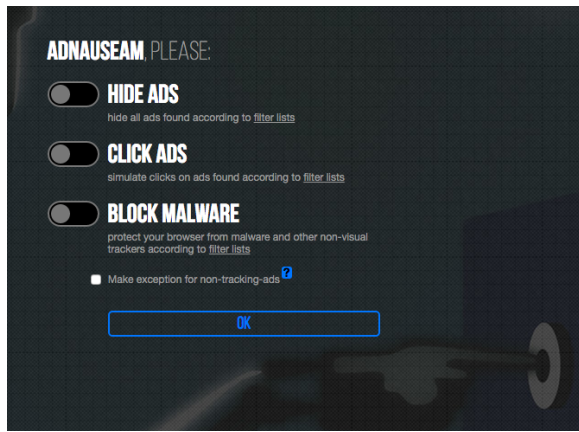 ADNAUSEAM, PLEASE:
HIDE ADS
hide all ads found according to filter lists
CLICK ADS
simulate clicks on ads found according to filter lists
BLOCK MALWARE
protect your browser from malware and other non-visual
trackers according to filter lists
Make exception for non-tracking-ads ?
OK